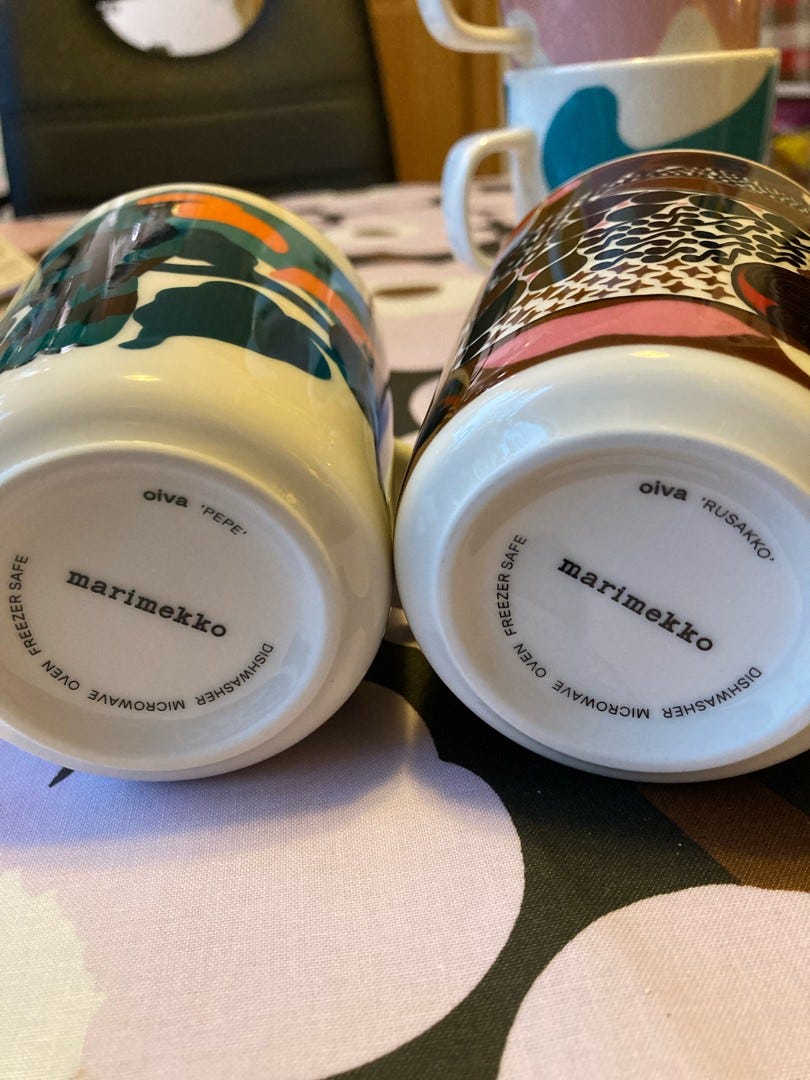 oiva 'PEPE'
marimekko
DISHWASHER MICROWAVE OVEN FREEZER SAFE
oiva 'RUSAKKO'
marimekko
DISHWASHER MICROWAVE OVEN FREEZER SAFE